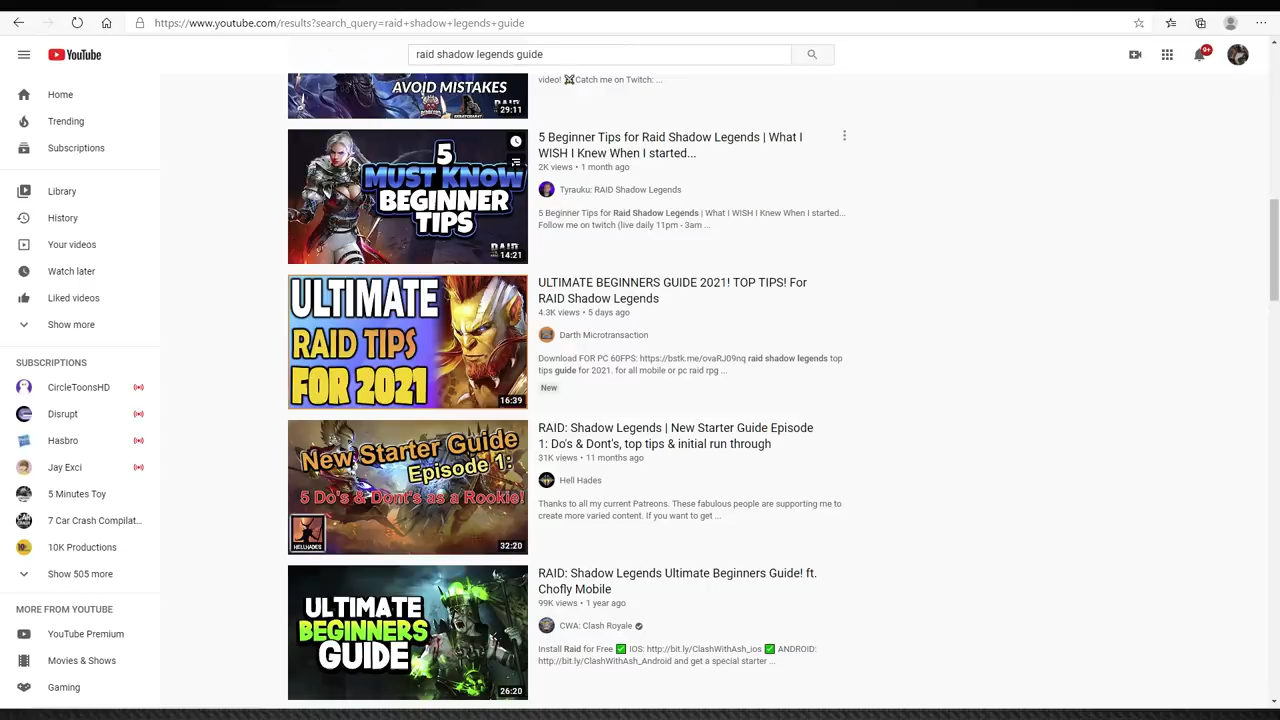 https://www.youtube.com/results?search_query=raid+shadow+legends+guide
YouTube
raid shadow legends guide
9+
Home
Trending
Subscriptions
Library
History
Your videos
Watch later
Liked videos
Show more
SUBSCRIPTIONS
CircleToonsHD
Disrupt
Hasbro
Jay Exci
5 Minutes Toy
7 Car Crash Compilat...
10K Productions
Show 505 more
MORE FROM YOUTUBE
YouTube Premium
Movies & Shows
Gaming
AVOID MISTAKES
RAID
29:11
video! ⚔Catch me on Twitch: ...
5
MUST KNOW
BEGINNER
TIPS
RAID
14:21
5 Beginner Tips for Raid Shadow Legends | What I
WISH I Knew When I started...
2K views • 1 month ago
Tyrauku: RAID Shadow Legends
5 Beginner Tips for Raid Shadow Legends | What I WISH I Knew When I started...
Follow me on twitch (live daily 11pm - 3am ...
ULTIMATE
RAID TIPS
FOR 2021
16:39
ULTIMATE BEGINNERS GUIDE 2021! TOP TIPS! For
RAID Shadow Legends
4.3K views • 5 days ago
Darth Microtransaction
Download FOR PC 60FPS: https://bstk.me/ovaRJ09nq raid shadow legends top
tips guide for 2021. for all mobile or pc raid rpg ...
New
New Starter Guide
Episode 1:
5 Do's & Dont's as a Rookie!
HELLHADES
32:20
RAID: Shadow Legends | New Starter Guide Episode
1: Do's & Dont's, top tips & initial run through
31K views • 11 months ago
Hell Hades
Thanks to all my current Patreons. These fabulous people are supporting me to
create more varied content. If you want to get ...
ULTIMATE
BEGINNERS
GUIDE
26:20
RAID: Shadow Legends Ultimate Beginners Guide! ft.
Chofly Mobile
99K views • 1 year ago
CWA: Clash Royale
Install Raid for Free ✅ IOS: http://bit.ly/ClashWithAsh_ios ✅ ANDROID:
http://bit.ly/ClashWithAsh_Android and get a special starter ...